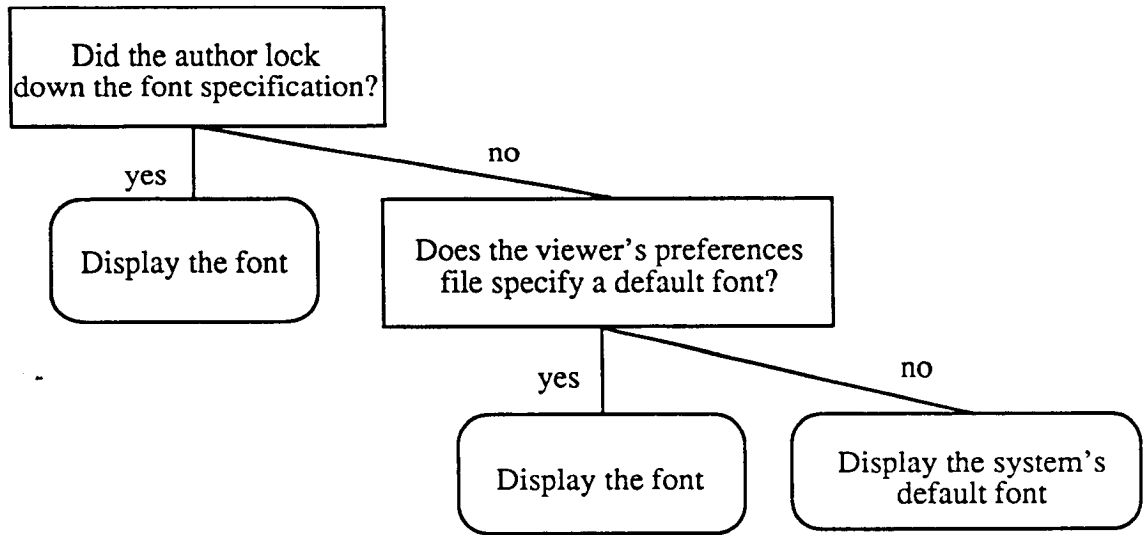 Did the author lock
down the font specification?
no
yes
Display the font
Does the viewer's preferences
file specify a default font?
yes
no
Display the font
Display the system's
default font